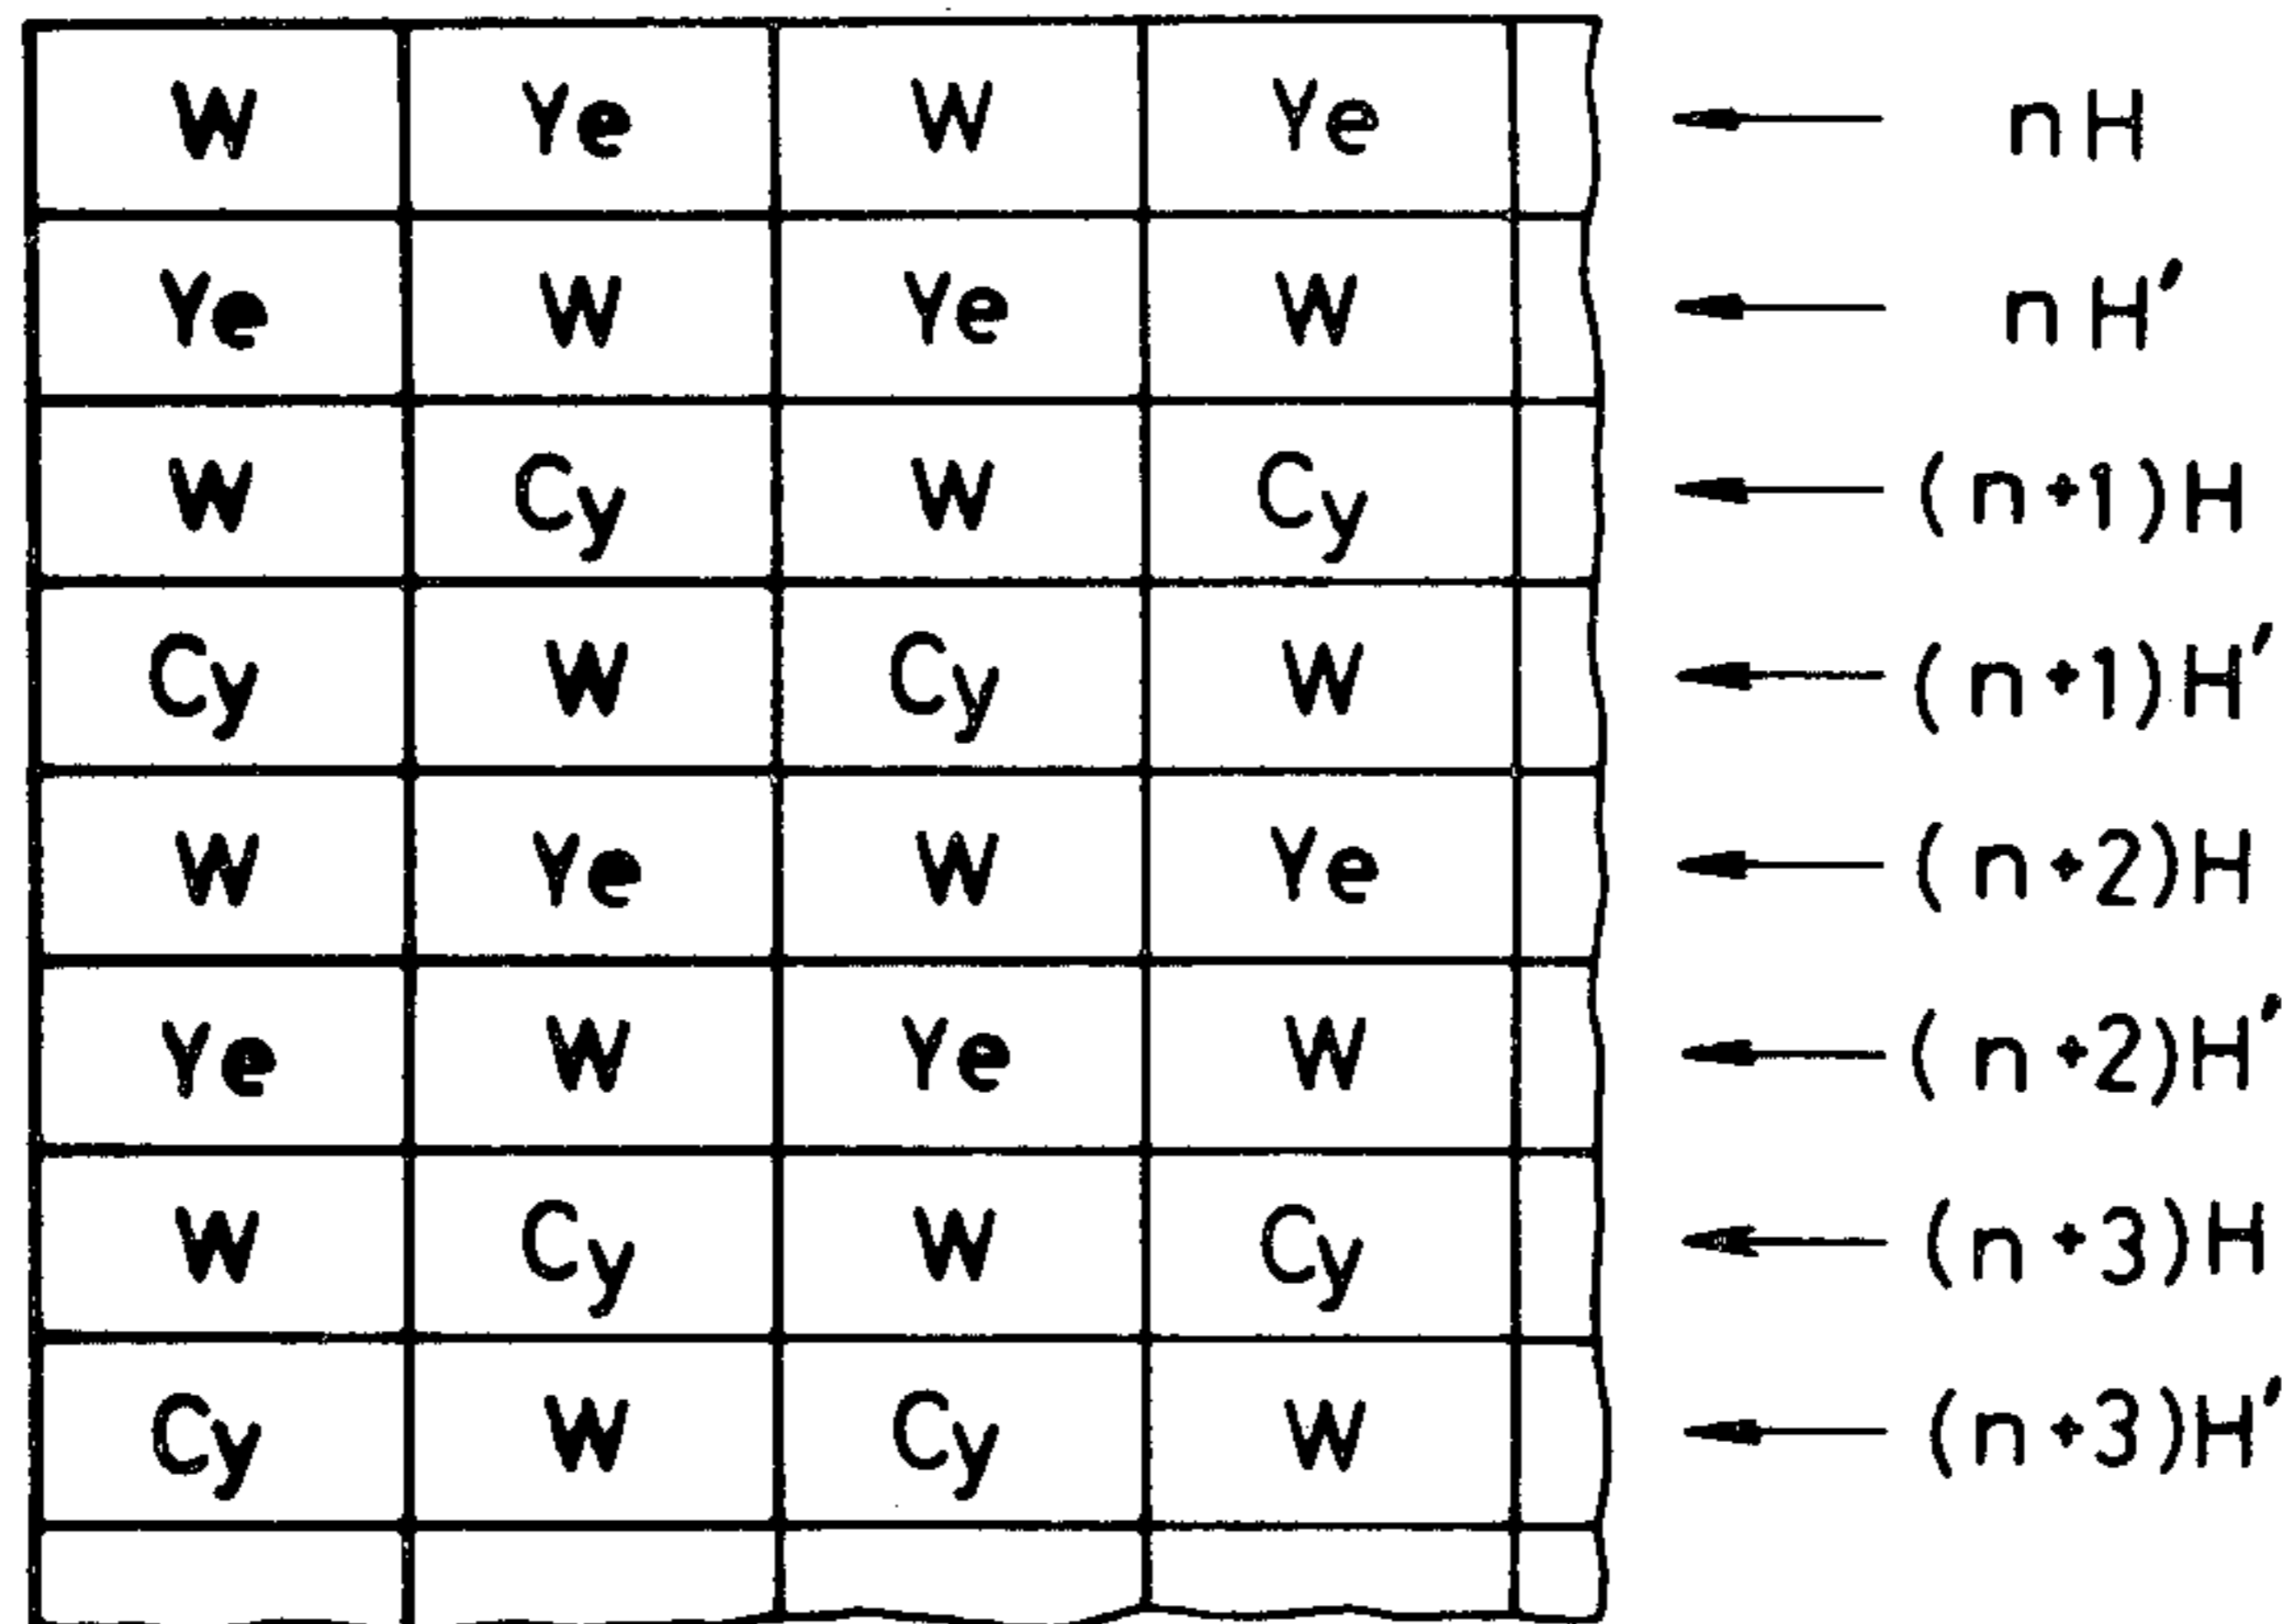 W Ye W Ye nH
Ye W Ye W nH′
W Cy W Cy (n+1)H
Cy W Cy W (n+1)H′
W Ye W Ye (n+2)H
Ye W Ye W (n+2)H′
W Cy W Cy (n+3)H
Cy W Cy W (n+3)H′